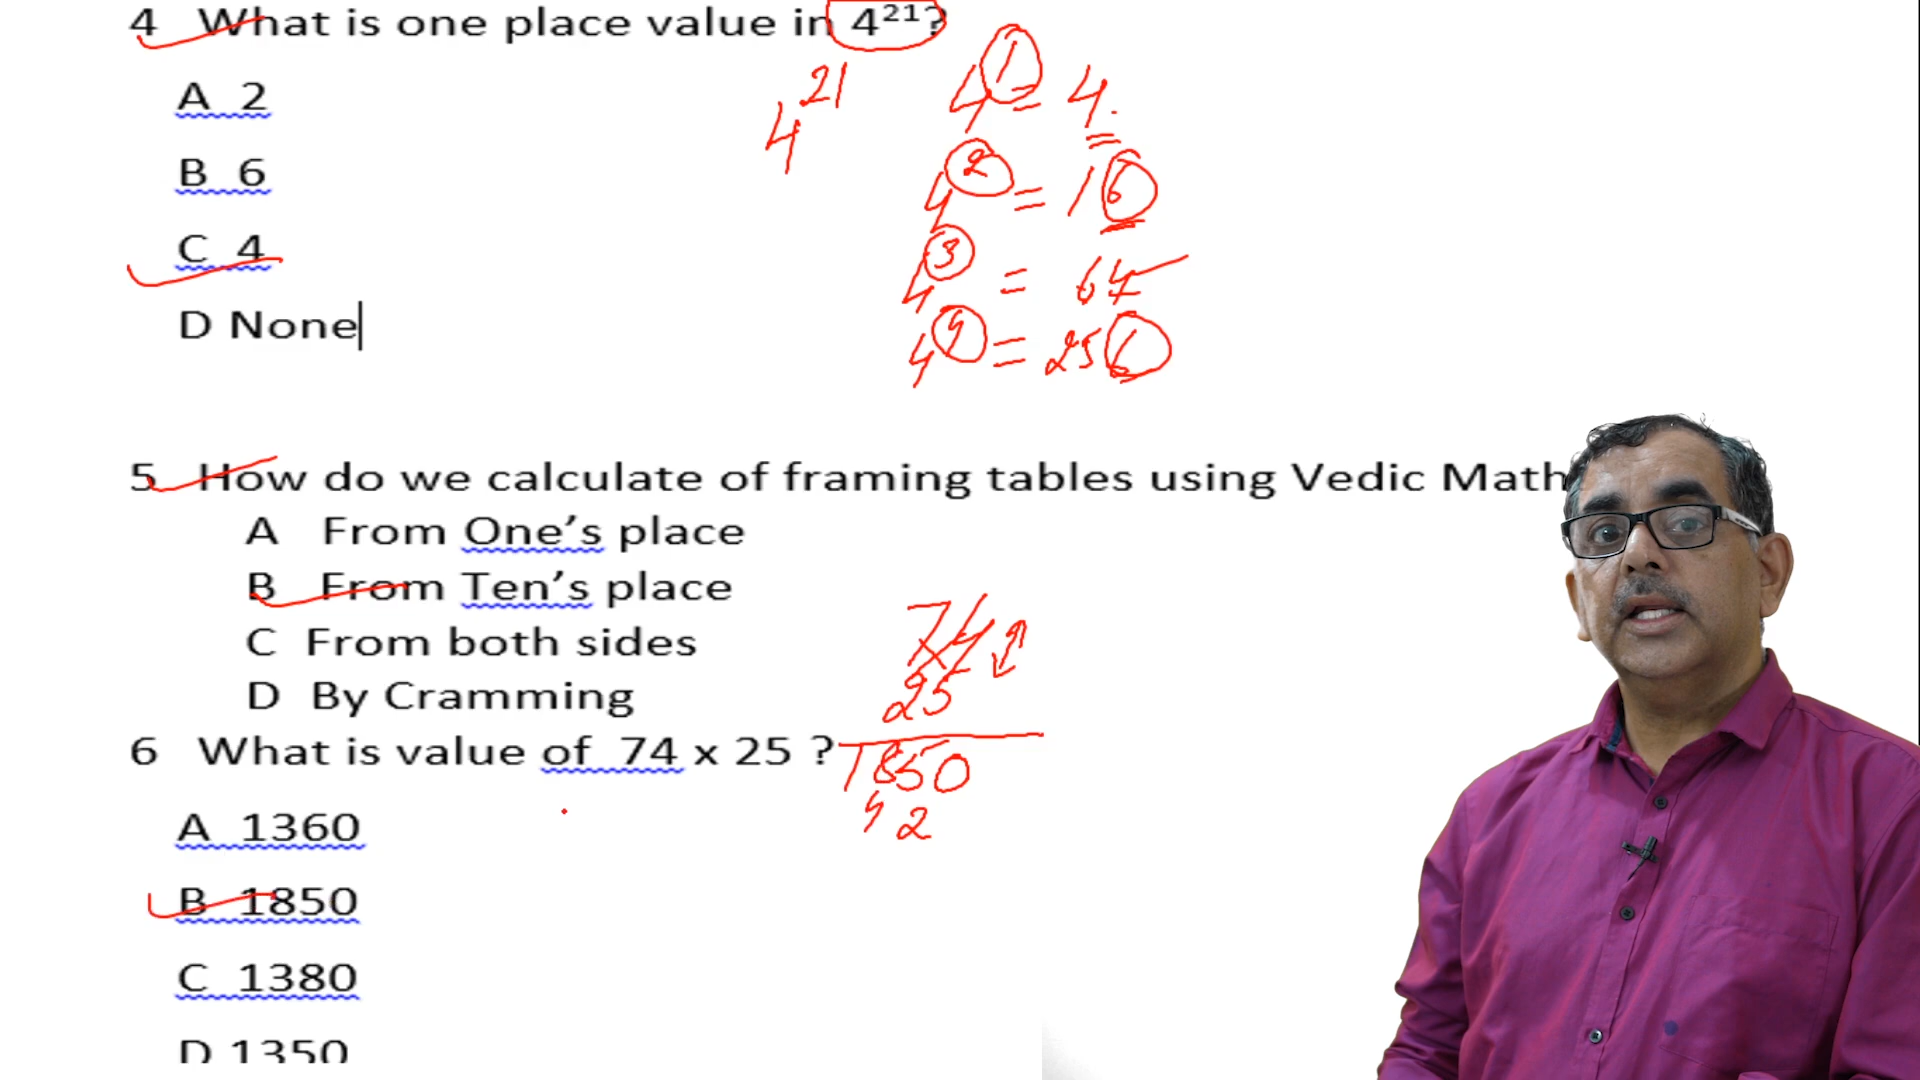 4 What is one place value in 4²¹?
A 2
B 6
C 4
D None
4²¹
4¹ = 4.
4² = 16
4³ = 64
4⁴ = 256
5 How do we calculate of framing tables using Vedic Math
A From One’s place
B From Ten’s place
C From both sides
D By Cramming
6 What is value of 74 x 25 ?
74
25
1850
4 2
A 1360
B 1850
C 1380
D 1350